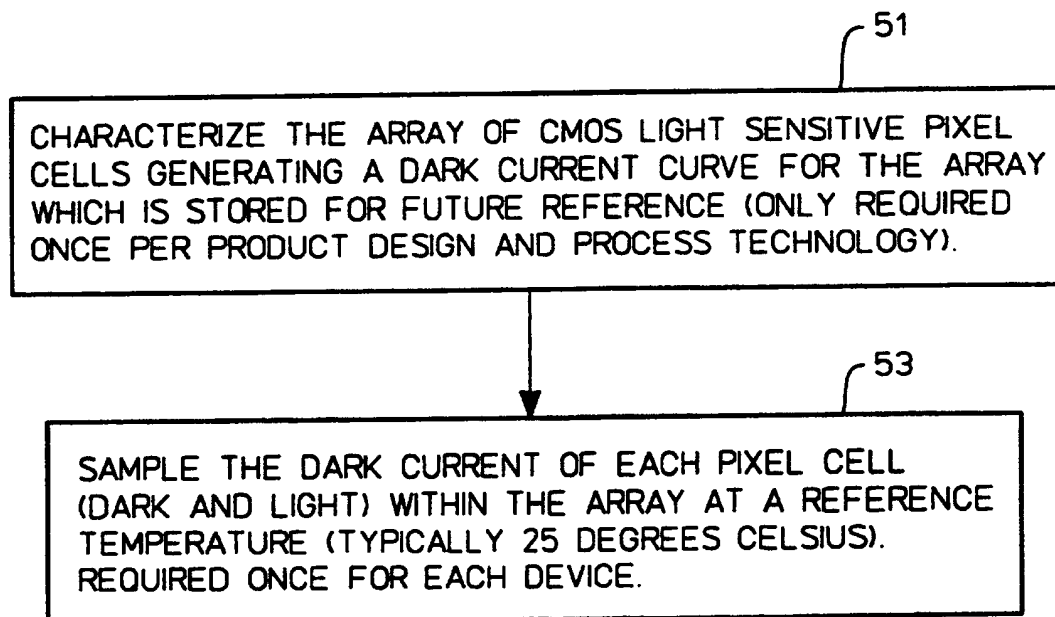 51
CHARACTERIZE THE ARRAY OF CMOS LIGHT SENSITIVE PIXEL
CELLS GENERATING A DARK CURRENT CURVE FOR THE ARRAY
WHICH IS STORED FOR FUTURE REFERENCE (ONLY REQUIRED
ONCE PER PRODUCT DESIGN AND PROCESS TECHNOLOGY).
53
SAMPLE THE DARK CURRENT OF EACH PIXEL CELL
(DARK AND LIGHT) WITHIN THE ARRAY AT A REFERENCE
TEMPERATURE (TYPICALLY 25 DEGREES CELSIUS).
REQUIRED ONCE FOR EACH DEVICE.